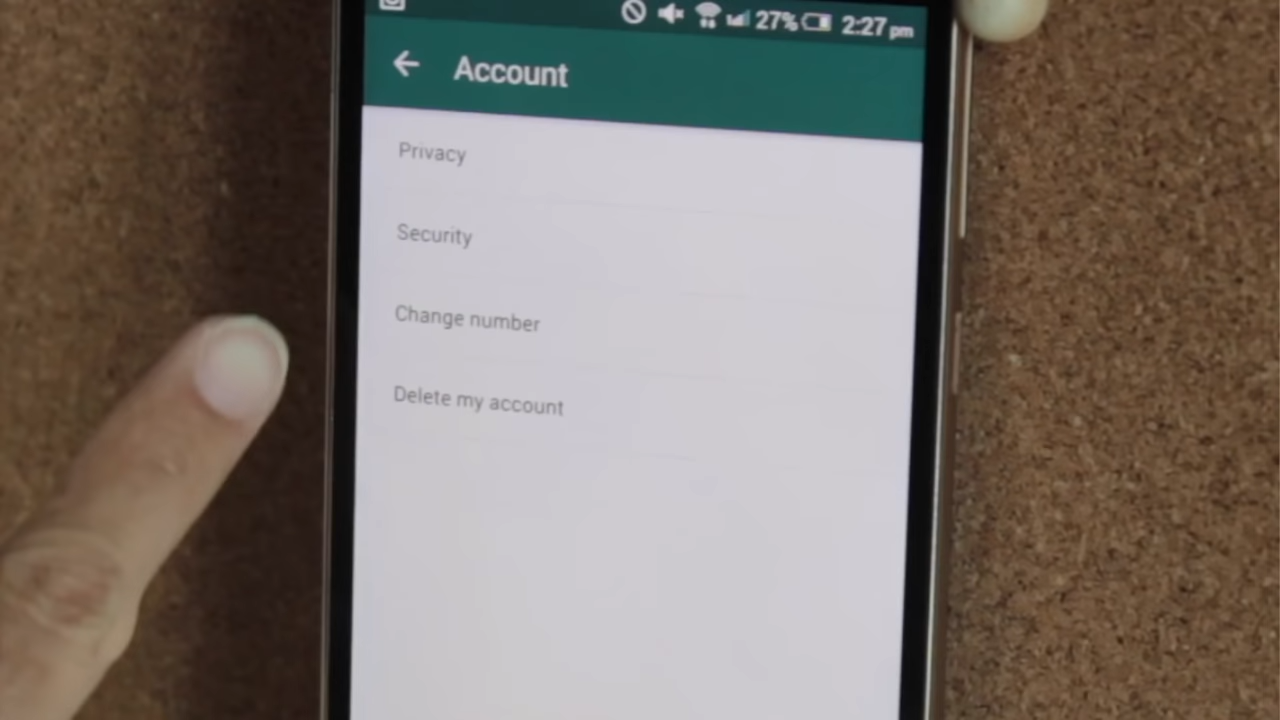 27% 2:27 pm
Account
Privacy
Security
Change number
Delete my account